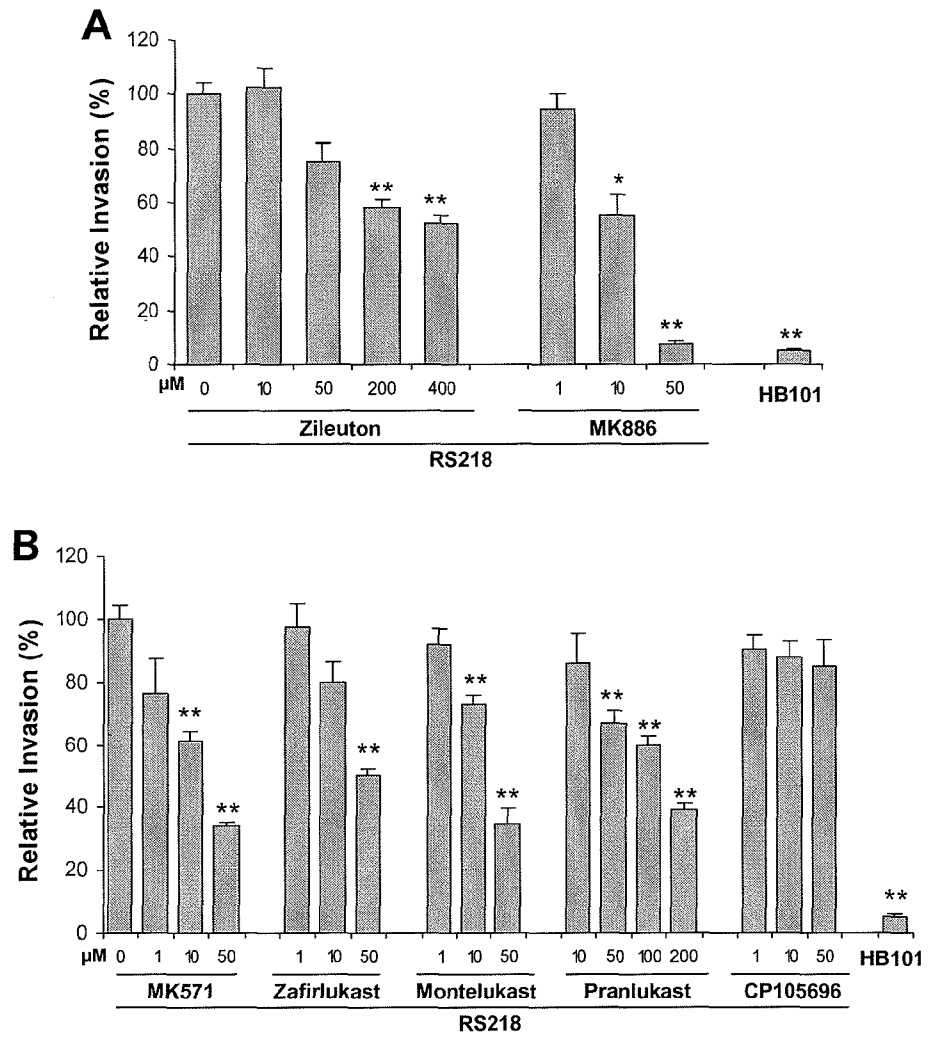 A
Relative Invasion (%)
120
100
80
60
40
20
0
** ** * ** **
µM 0 10 50 200 400 1 10 50 HB101
Zileuton MK886
RS218
B
Relative Invasion (%)
120
100
80
60
40
20
0
** ** ** ** ** ** ** ** **
µM 0 1 10 50 1 10 50 1 10 50 10 50 100 200 1 10 50 HB101
MK571 Zafirlukast Montelukast Pranlukast CP105696
RS218